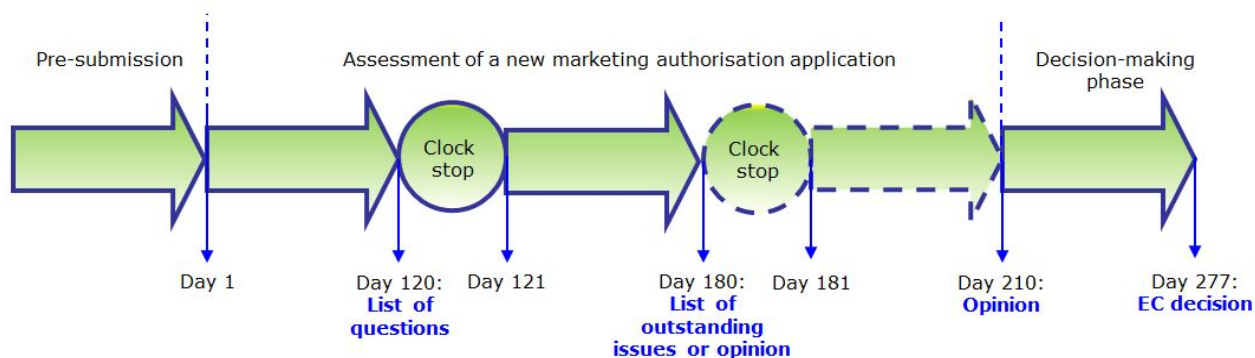 Pre-submission
Assessment of a new marketing authorisation application
Decision-making
phase
Clock
stop
Clock
stop
Day 1
Day 120:
List of
questions
Day 121
Day 180:
List of
outstanding
issues or opinion
Day 181
Day 210:
Opinion
Day 277:
EC decision